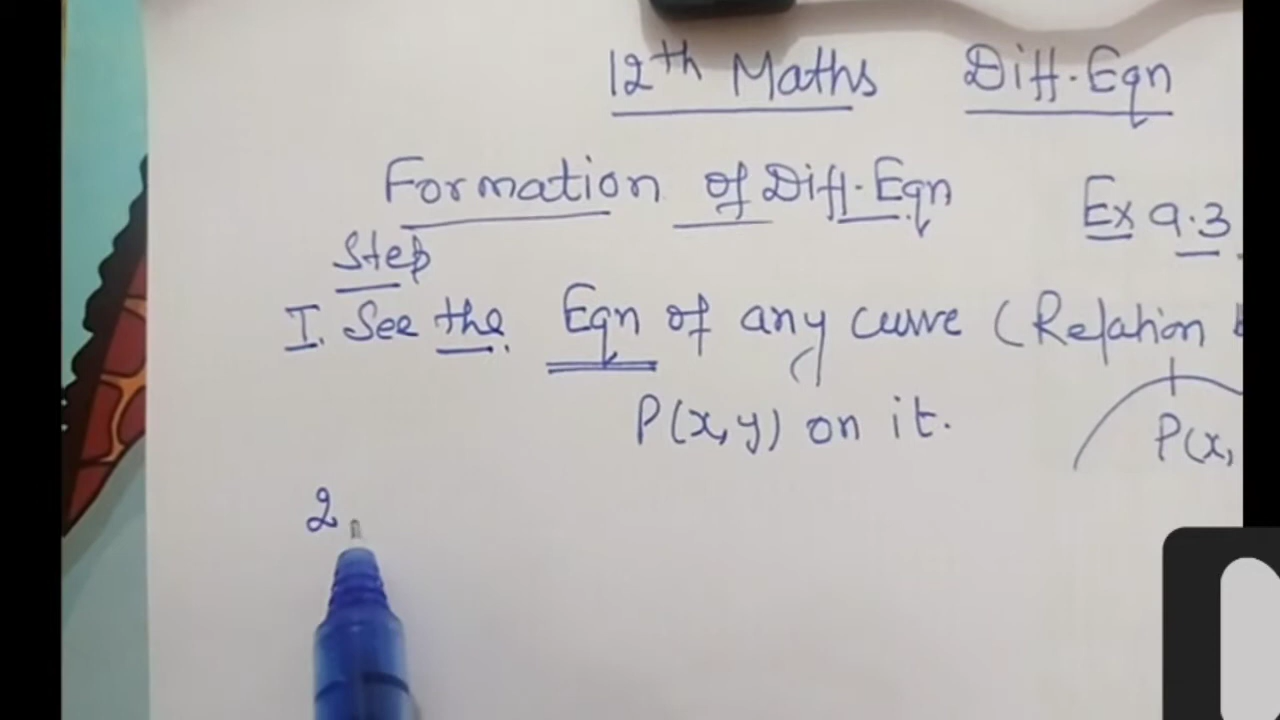 12th Maths Diff. Eqn
Formation of Diff. Eqn Ex 9.3
Step
I. See the Eqn of any curve (Relation
P(x,y) on it. P(x,
2